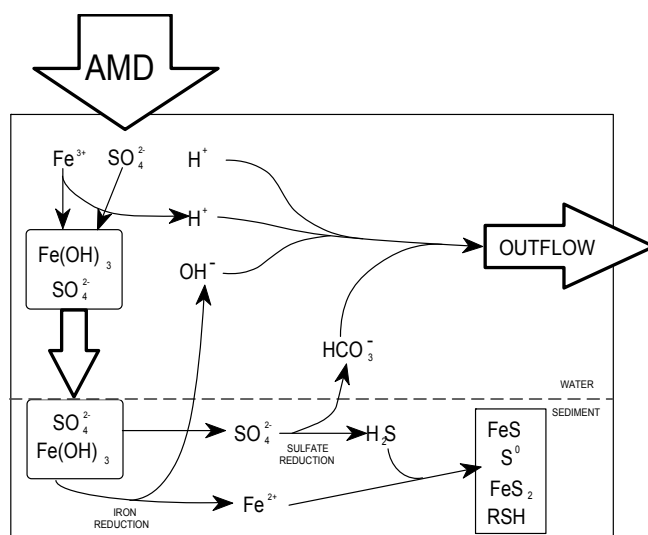 AMD
Fe³⁺ SO₄²⁻ H⁺
H⁺
Fe(OH)₃
SO₄²⁻
OH⁻
OUTFLOW
HCO₃⁻
WATER
SEDIMENT
SO₄²⁻
Fe(OH)₃
SO₄²⁻
SULFATE
REDUCTION
H₂S
FeS
S⁰
FeS₂
RSH
IRON
REDUCTION
Fe²⁺